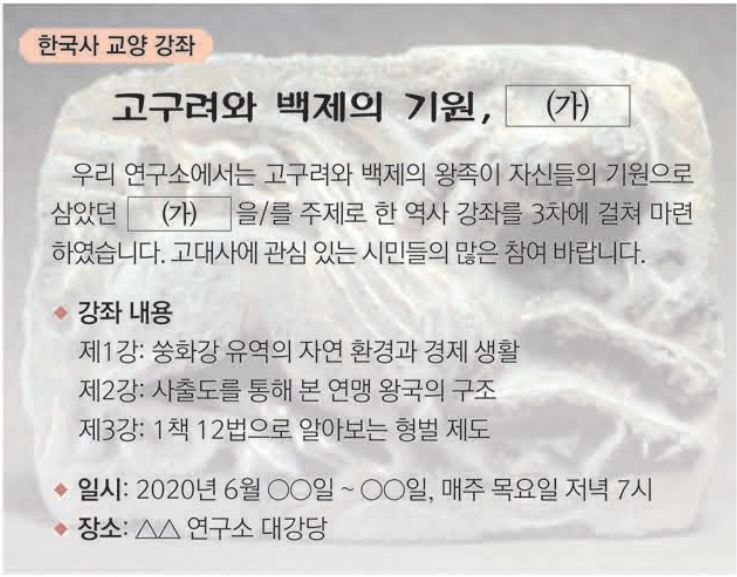 한국사 교양 강좌
고구려와 백제의 기원, (가)
우리 연구소에서는 고구려와 백제의 왕족이 자신들의 기원으로
삼았던 (가) 을/를 주제로 한 역사 강좌를 3차에 걸쳐 마련
하였습니다. 고대사에 관심 있는 시민들의 많은 참여 바랍니다.
◆ 강좌 내용
제1강: 쑹화강 유역의 자연 환경과 경제 생활
제2강: 사출도를 통해 본 연맹 왕국의 구조
제3강: 1책 12법으로 알아보는 형벌 제도
◆ 일시: 2020년 6월 ○○일 ~ ○○일, 매주 목요일 저녁 7시
◆ 장소: △△ 연구소 대강당